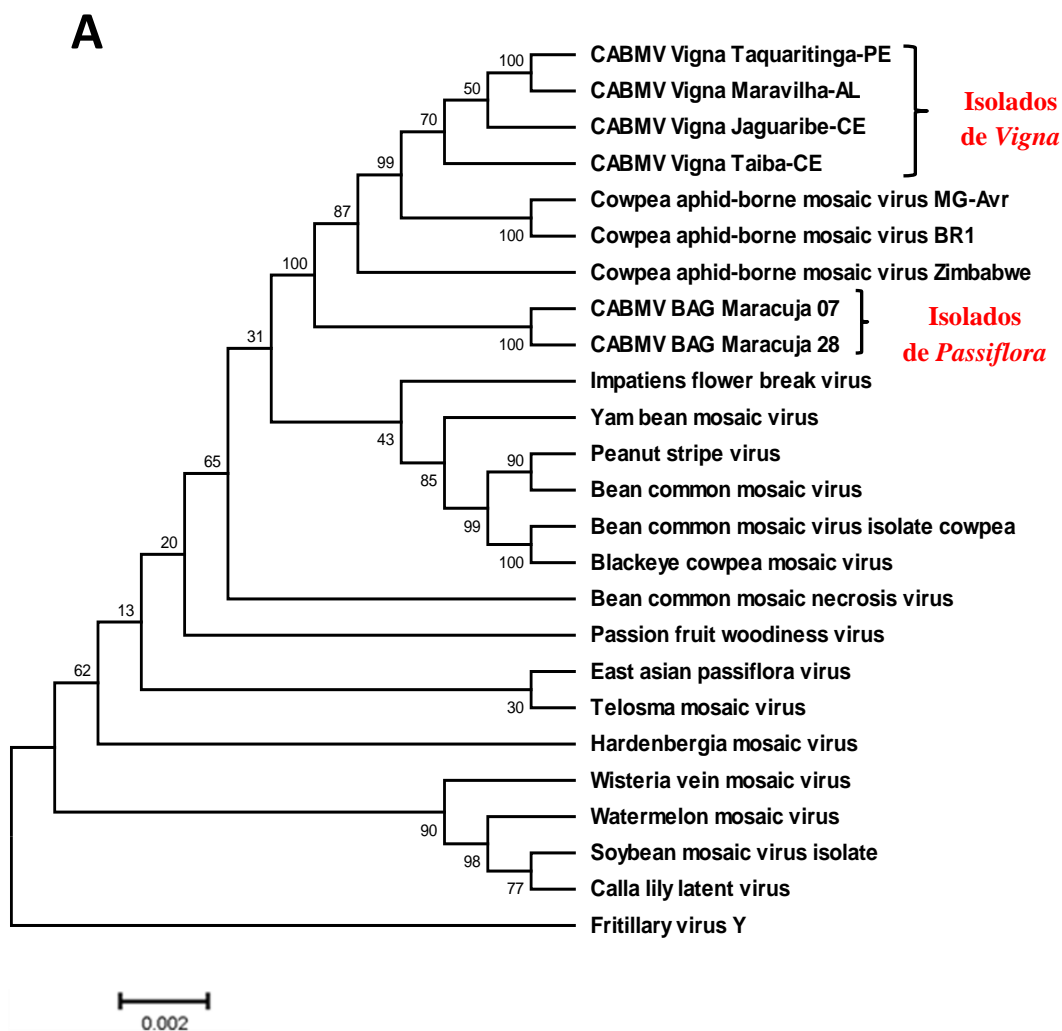 A
100
CABMV Vigna Taquaritinga-PE
50
CABMV Vigna Maravilha-AL
Isolados
de Vigna
70
CABMV Vigna Jaguaribe-CE
99
CABMV Vigna Taiba-CE
87
Cowpea aphid-borne mosaic virus MG-Avr
100
Cowpea aphid-borne mosaic virus BR1
100
Cowpea aphid-borne mosaic virus Zimbabwe
CABMV BAG Maracuja 07
Isolados
de Passiflora
100
CABMV BAG Maracuja 28
31
Impatiens flower break virus
43
Yam bean mosaic virus
65
90
Peanut stripe virus
85
Bean common mosaic virus
99
Bean common mosaic virus isolate cowpea
20
100
Blackeye cowpea mosaic virus
Bean common mosaic necrosis virus
13
Passion fruit woodiness virus
62
East asian passiflora virus
30
Telosma mosaic virus
Hardenbergia mosaic virus
Wisteria vein mosaic virus
90
Watermelon mosaic virus
98
Soybean mosaic virus isolate
77
Calla lily latent virus
Fritillary virus Y
0.002